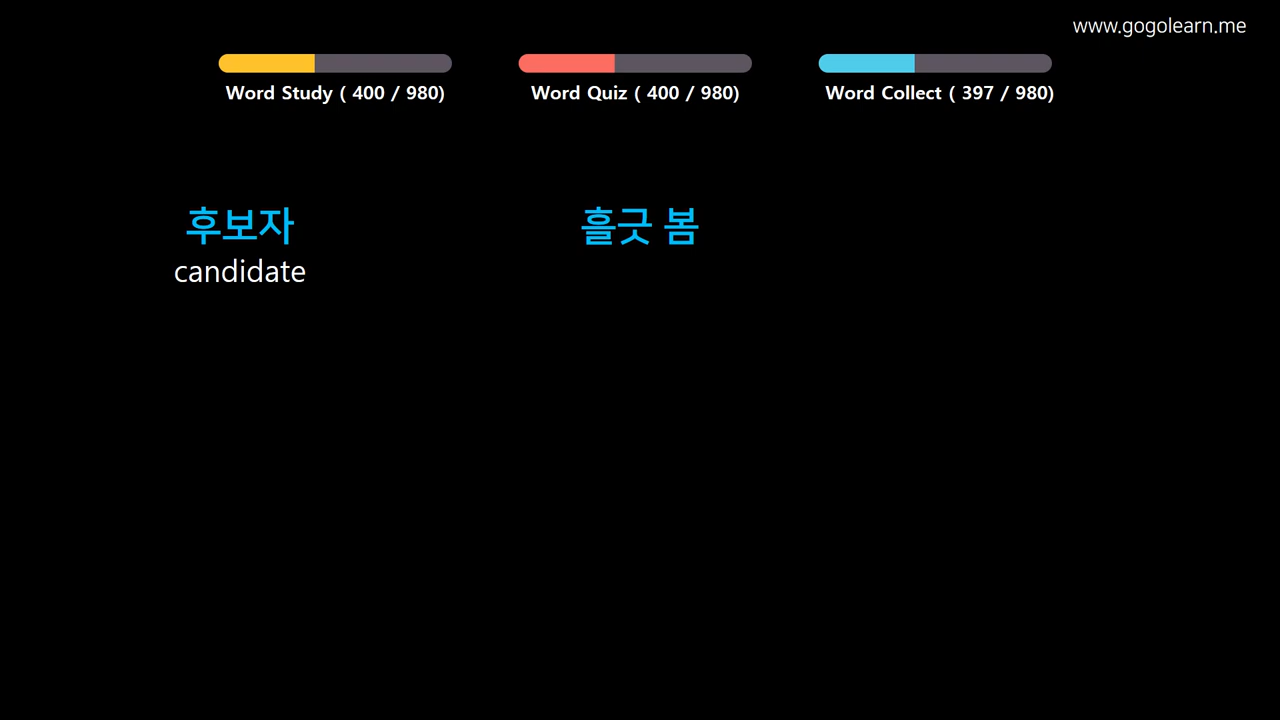 www.gogolearn.me
Word Study ( 400 / 980)
Word Quiz ( 400 / 980)
Word Collect ( 397 / 980)
후보자
candidate
흘긋 봄